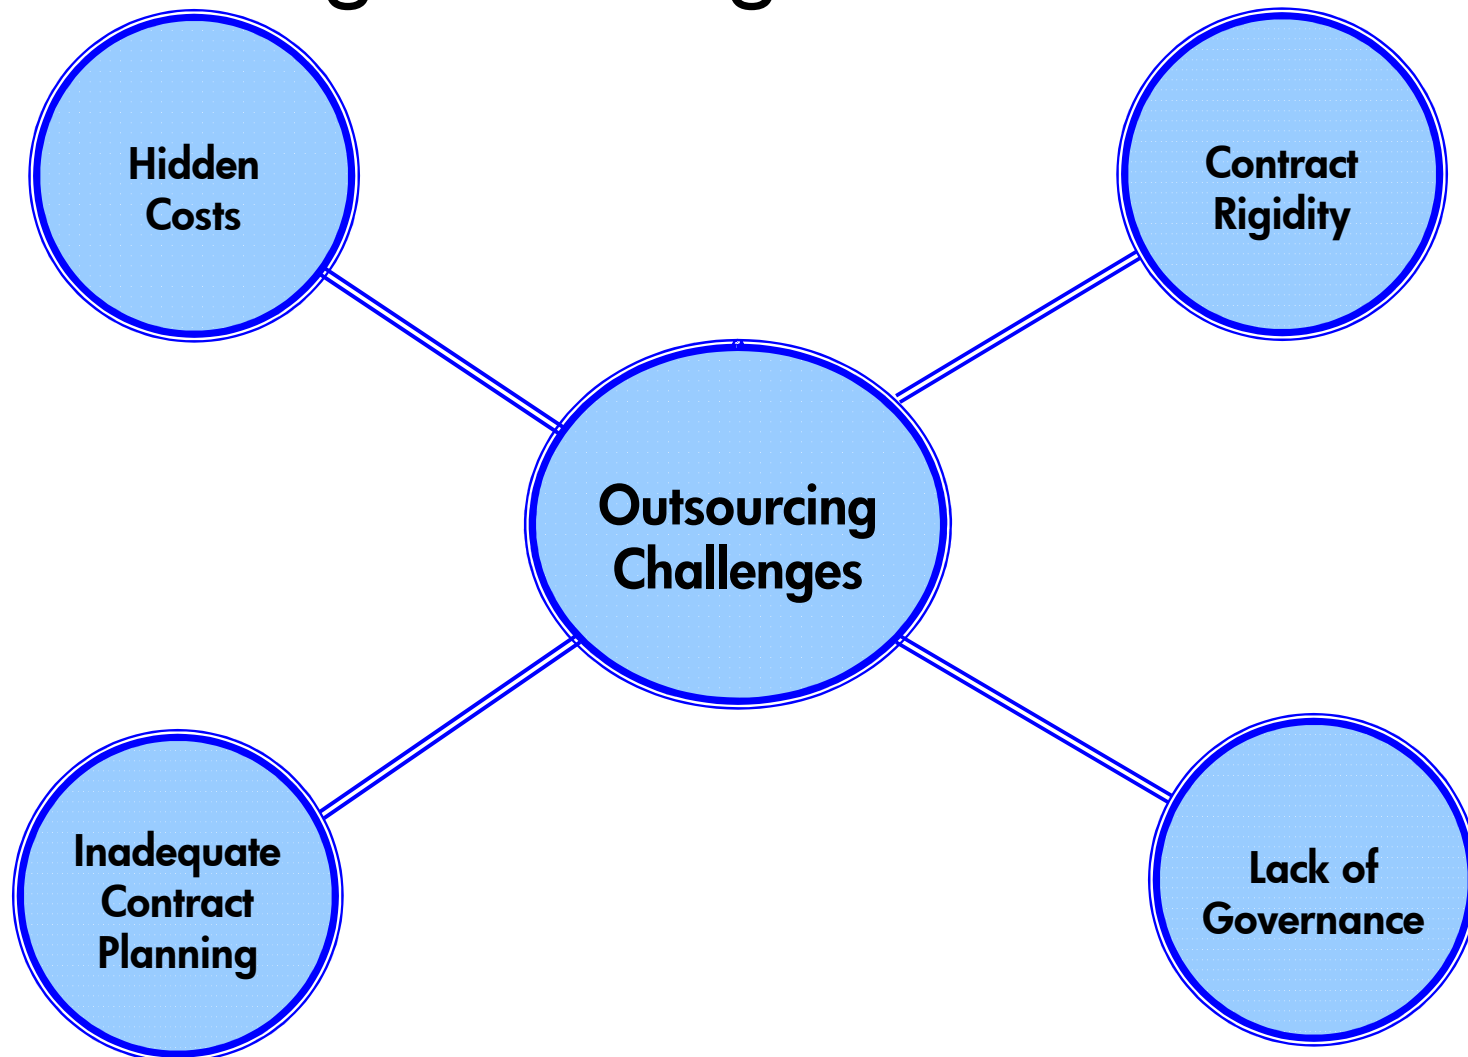 Hidden
Costs
Contract
Rigidity
Outsourcing
Challenges
Inadequate
Contract
Planning
Lack of
Governance